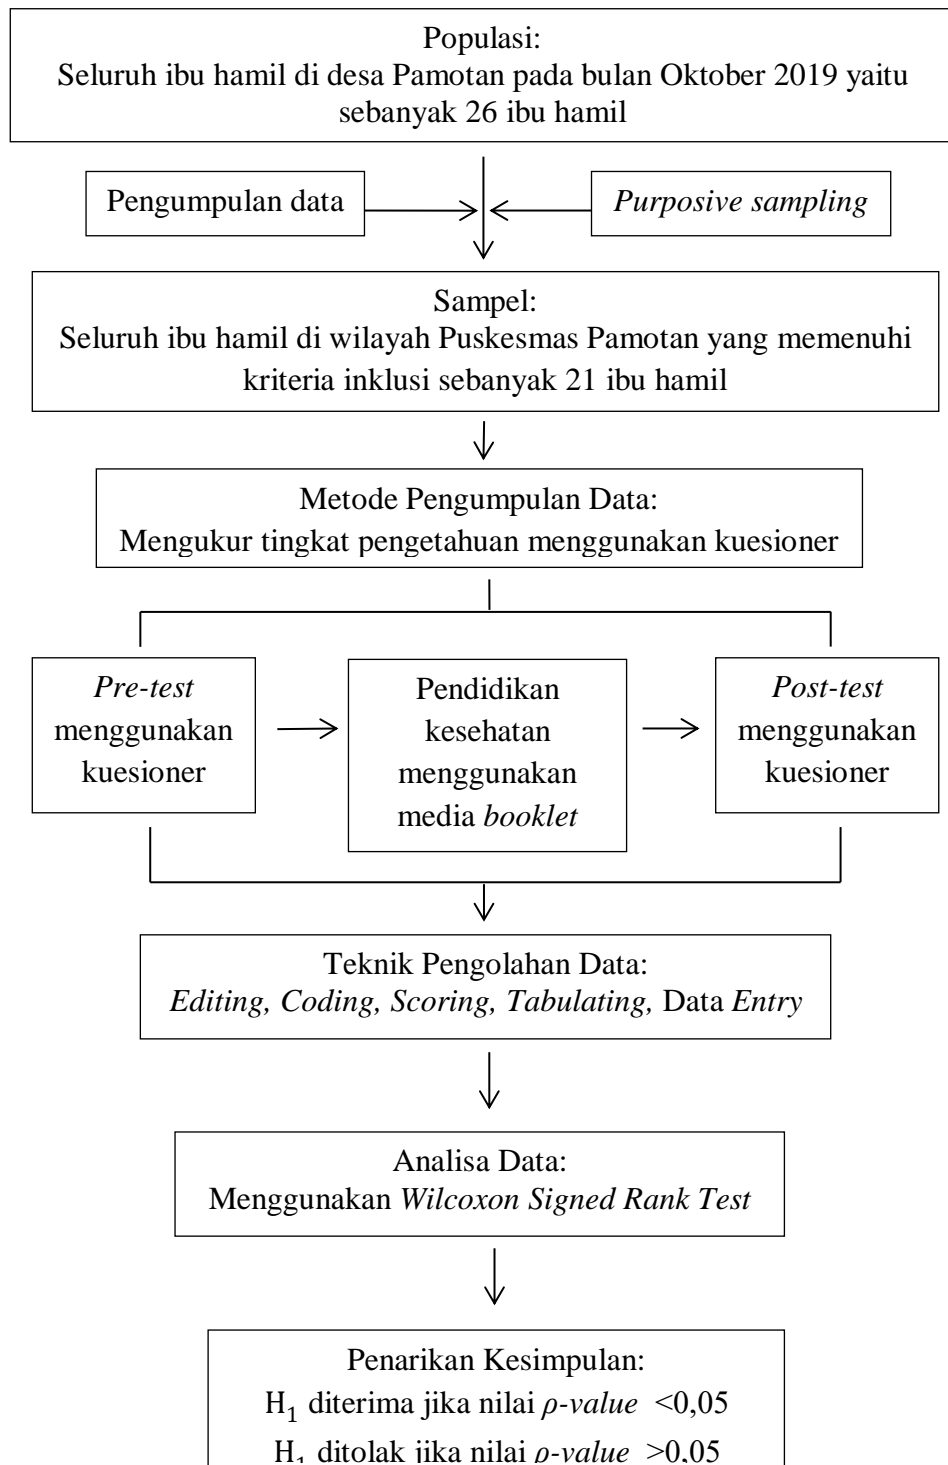 Populasi:
Seluruh ibu hamil di desa Pamotan pada bulan Oktober 2019 yaitu
sebanyak 26 ibu hamil
Pengumpulan data
Purposive sampling
Sampel:
Seluruh ibu hamil di wilayah Puskesmas Pamotan yang memenuhi
kriteria inklusi sebanyak 21 ibu hamil
Metode Pengumpulan Data:
Mengukur tingkat pengetahuan menggunakan kuesioner
Pre-test
menggunakan
kuesioner
Pendidikan
kesehatan
menggunakan
media booklet
Post-test
menggunakan
kuesioner
Teknik Pengolahan Data:
Editing, Coding, Scoring, Tabulating, Data Entry
Analisa Data:
Menggunakan Wilcoxon Signed Rank Test
Penarikan Kesimpulan:
H₁ diterima jika nilai ρ-value <0,05
H₁ ditolak jika nilai ρ-value >0,05